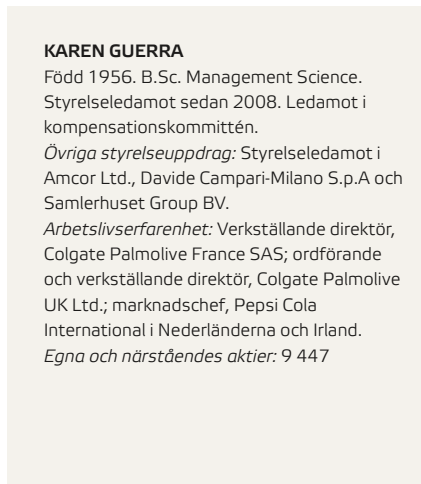 KAREN GUERRA
Född 1956. B.Sc. Management Science.
Styrelseledamot sedan 2008. Ledamot i
kompensationskommittén.
Övriga styrelseuppdrag: Styrelseledamot i
Amcor Ltd., Davide Campari-Milano S.p.A och
Samlerhuset Group BV.
Arbetslivserfarenhet: Verkställande direktör,
Colgate Palmolive France SAS; ordförande
och verkställande direktör, Colgate Palmolive
UK Ltd.; marknadschef, Pepsi Cola
International i Nederländerna och Irland.
Egna och närståendes aktier: 9 447